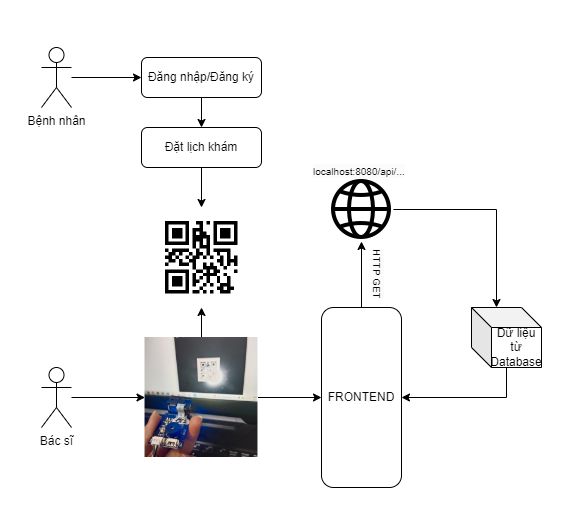 Đăng nhập/Đăng ký
Bệnh nhân
Đặt lịch khám
localhost:8080/api/...
HTTP GET
Dữ liệu
từ
Database
FRONTEND
Bác sĩ